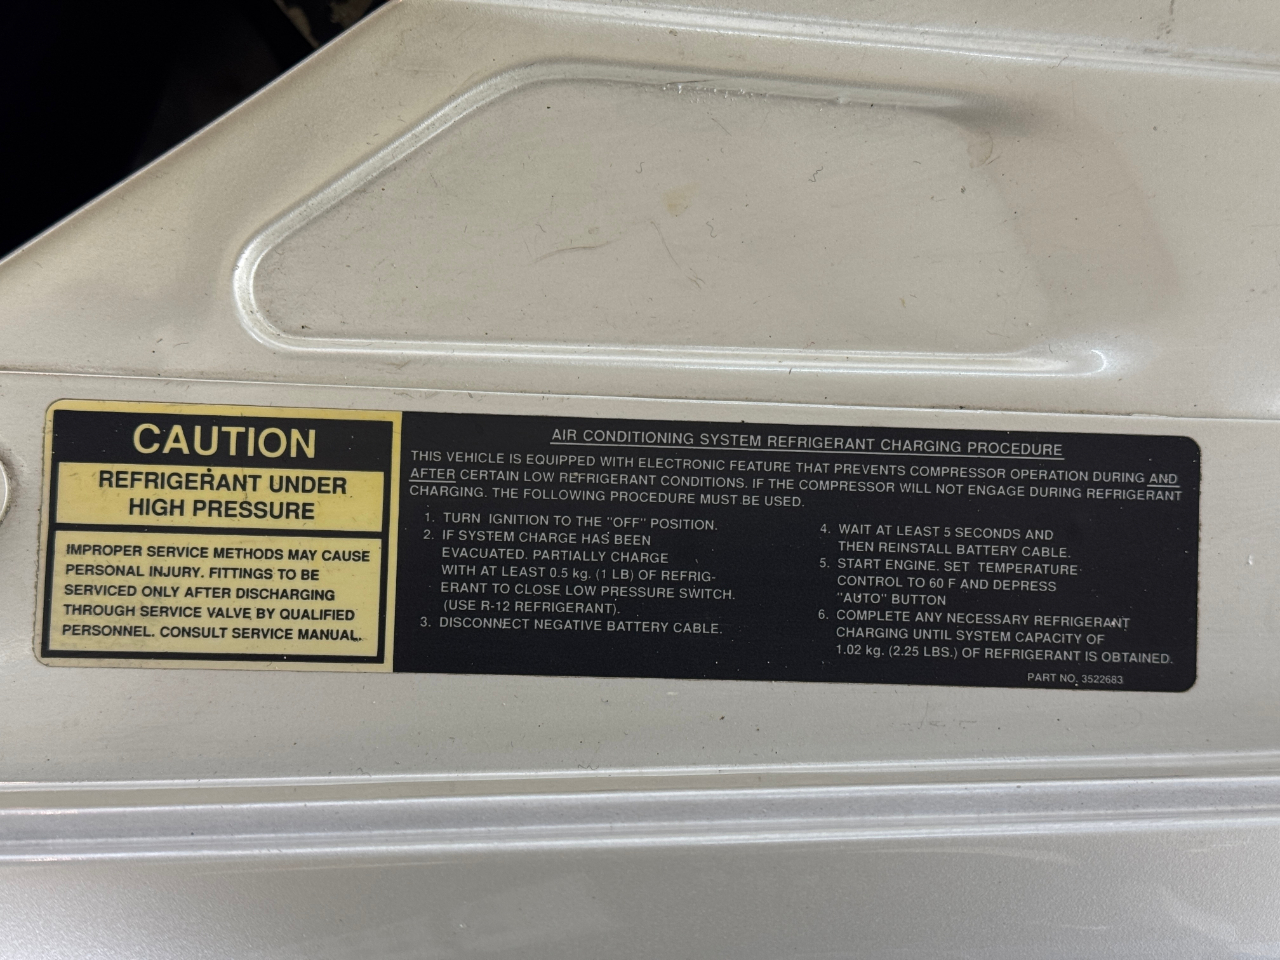 CAUTION
REFRIGERANT UNDER
HIGH PRESSURE
IMPROPER SERVICE METHODS MAY CAUSE
PERSONAL INJURY. FITTINGS TO BE
SERVICED ONLY AFTER DISCHARGING
THROUGH SERVICE VALVE BY QUALIFIED
PERSONNEL. CONSULT SERVICE MANUAL.
AIR CONDITIONING SYSTEM REFRIGERANT CHARGING PROCEDURE
THIS VEHICLE IS EQUIPPED WITH ELECTRONIC FEATURE THAT PREVENTS COMPRESSOR OPERATION DURING AND
AFTER CERTAIN LOW REFRIGERANT CONDITIONS. IF THE COMPRESSOR WILL NOT ENGAGE DURING REFRIGERANT
CHARGING. THE FOLLOWING PROCEDURE MUST BE USED.
1. TURN IGNITION TO THE "OFF" POSITION.
2. IF SYSTEM CHARGE HAS BEEN
EVACUATED. PARTIALLY CHARGE
WITH AT LEAST 0.5 kg. (1 LB) OF REFRIG-
ERANT TO CLOSE LOW PRESSURE SWITCH.
(USE R-12 REFRIGERANT).
3. DISCONNECT NEGATIVE BATTERY CABLE.
4. WAIT AT LEAST 5 SECONDS AND
THEN REINSTALL BATTERY CABLE.
5. START ENGINE. SET TEMPERATURE
CONTROL TO 60 F AND DEPRESS
"AUTO" BUTTON
6. COMPLETE ANY NECESSARY REFRIGERANT
CHARGING UNTIL SYSTEM CAPACITY OF
1.02 kg. (2.25 LBS.) OF REFRIGERANT IS OBTAINED.
PART NO. 3522683